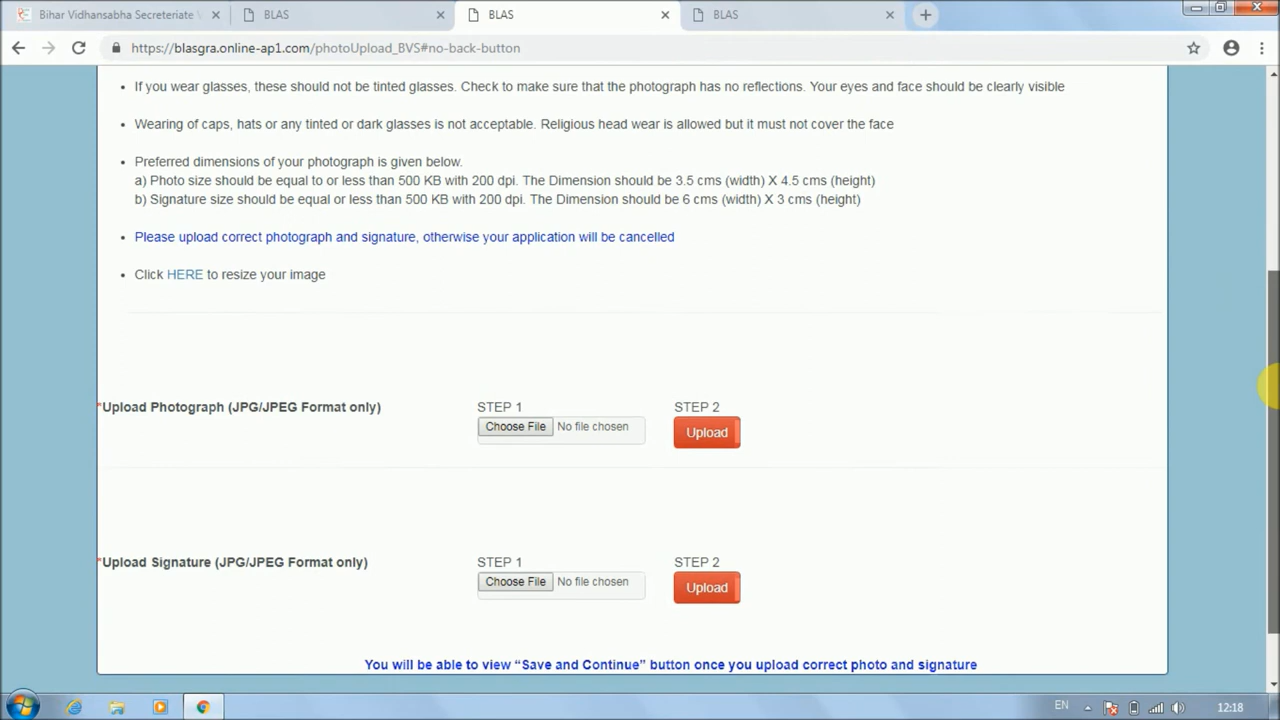 Bihar Vidhansabha Secreteriate
BLAS
BLAS
BLAS
https://blasgra.online-ap1.com/photoUpload_BVS#no-back-button
If you wear glasses, these should not be tinted glasses. Check to make sure that the photograph has no reflections. Your eyes and face should be clearly visible
Wearing of caps, hats or any tinted or dark glasses is not acceptable. Religious head wear is allowed but it must not cover the face
Preferred dimensions of your photograph is given below.
a) Photo size should be equal to or less than 500 KB with 200 dpi. The Dimension should be 3.5 cms (width) X 4.5 cms (height)
b) Signature size should be equal or less than 500 KB with 200 dpi. The Dimension should be 6 cms (width) X 3 cms (height)
Please upload correct photograph and signature, otherwise your application will be cancelled
Click HERE to resize your image
*Upload Photograph (JPG/JPEG Format only)
STEP 1
STEP 2
Choose File No file chosen
Upload
*Upload Signature (JPG/JPEG Format only)
STEP 1
STEP 2
Choose File No file chosen
Upload
You will be able to view “Save and Continue” button once you upload correct photo and signature
EN
12:18